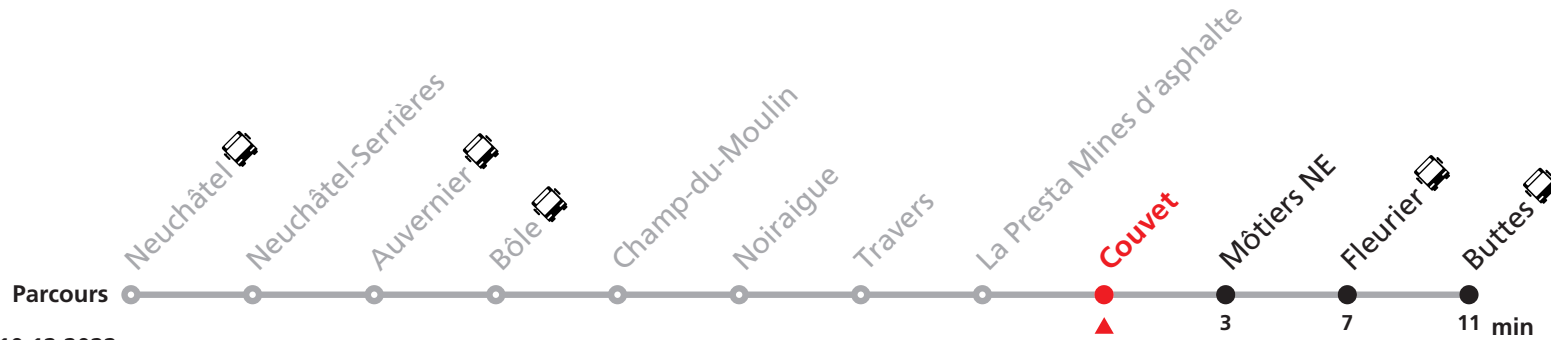 Neuchâtel
Neuchâtel-Serrières
Auvernier
Bôle
Champ-du-Moulin
Noiraigue
Travers
La Presta Mines d'asphalte
Couvet
Môtiers NE
Fleurier
Buttes
Parcours
3 7 11 min